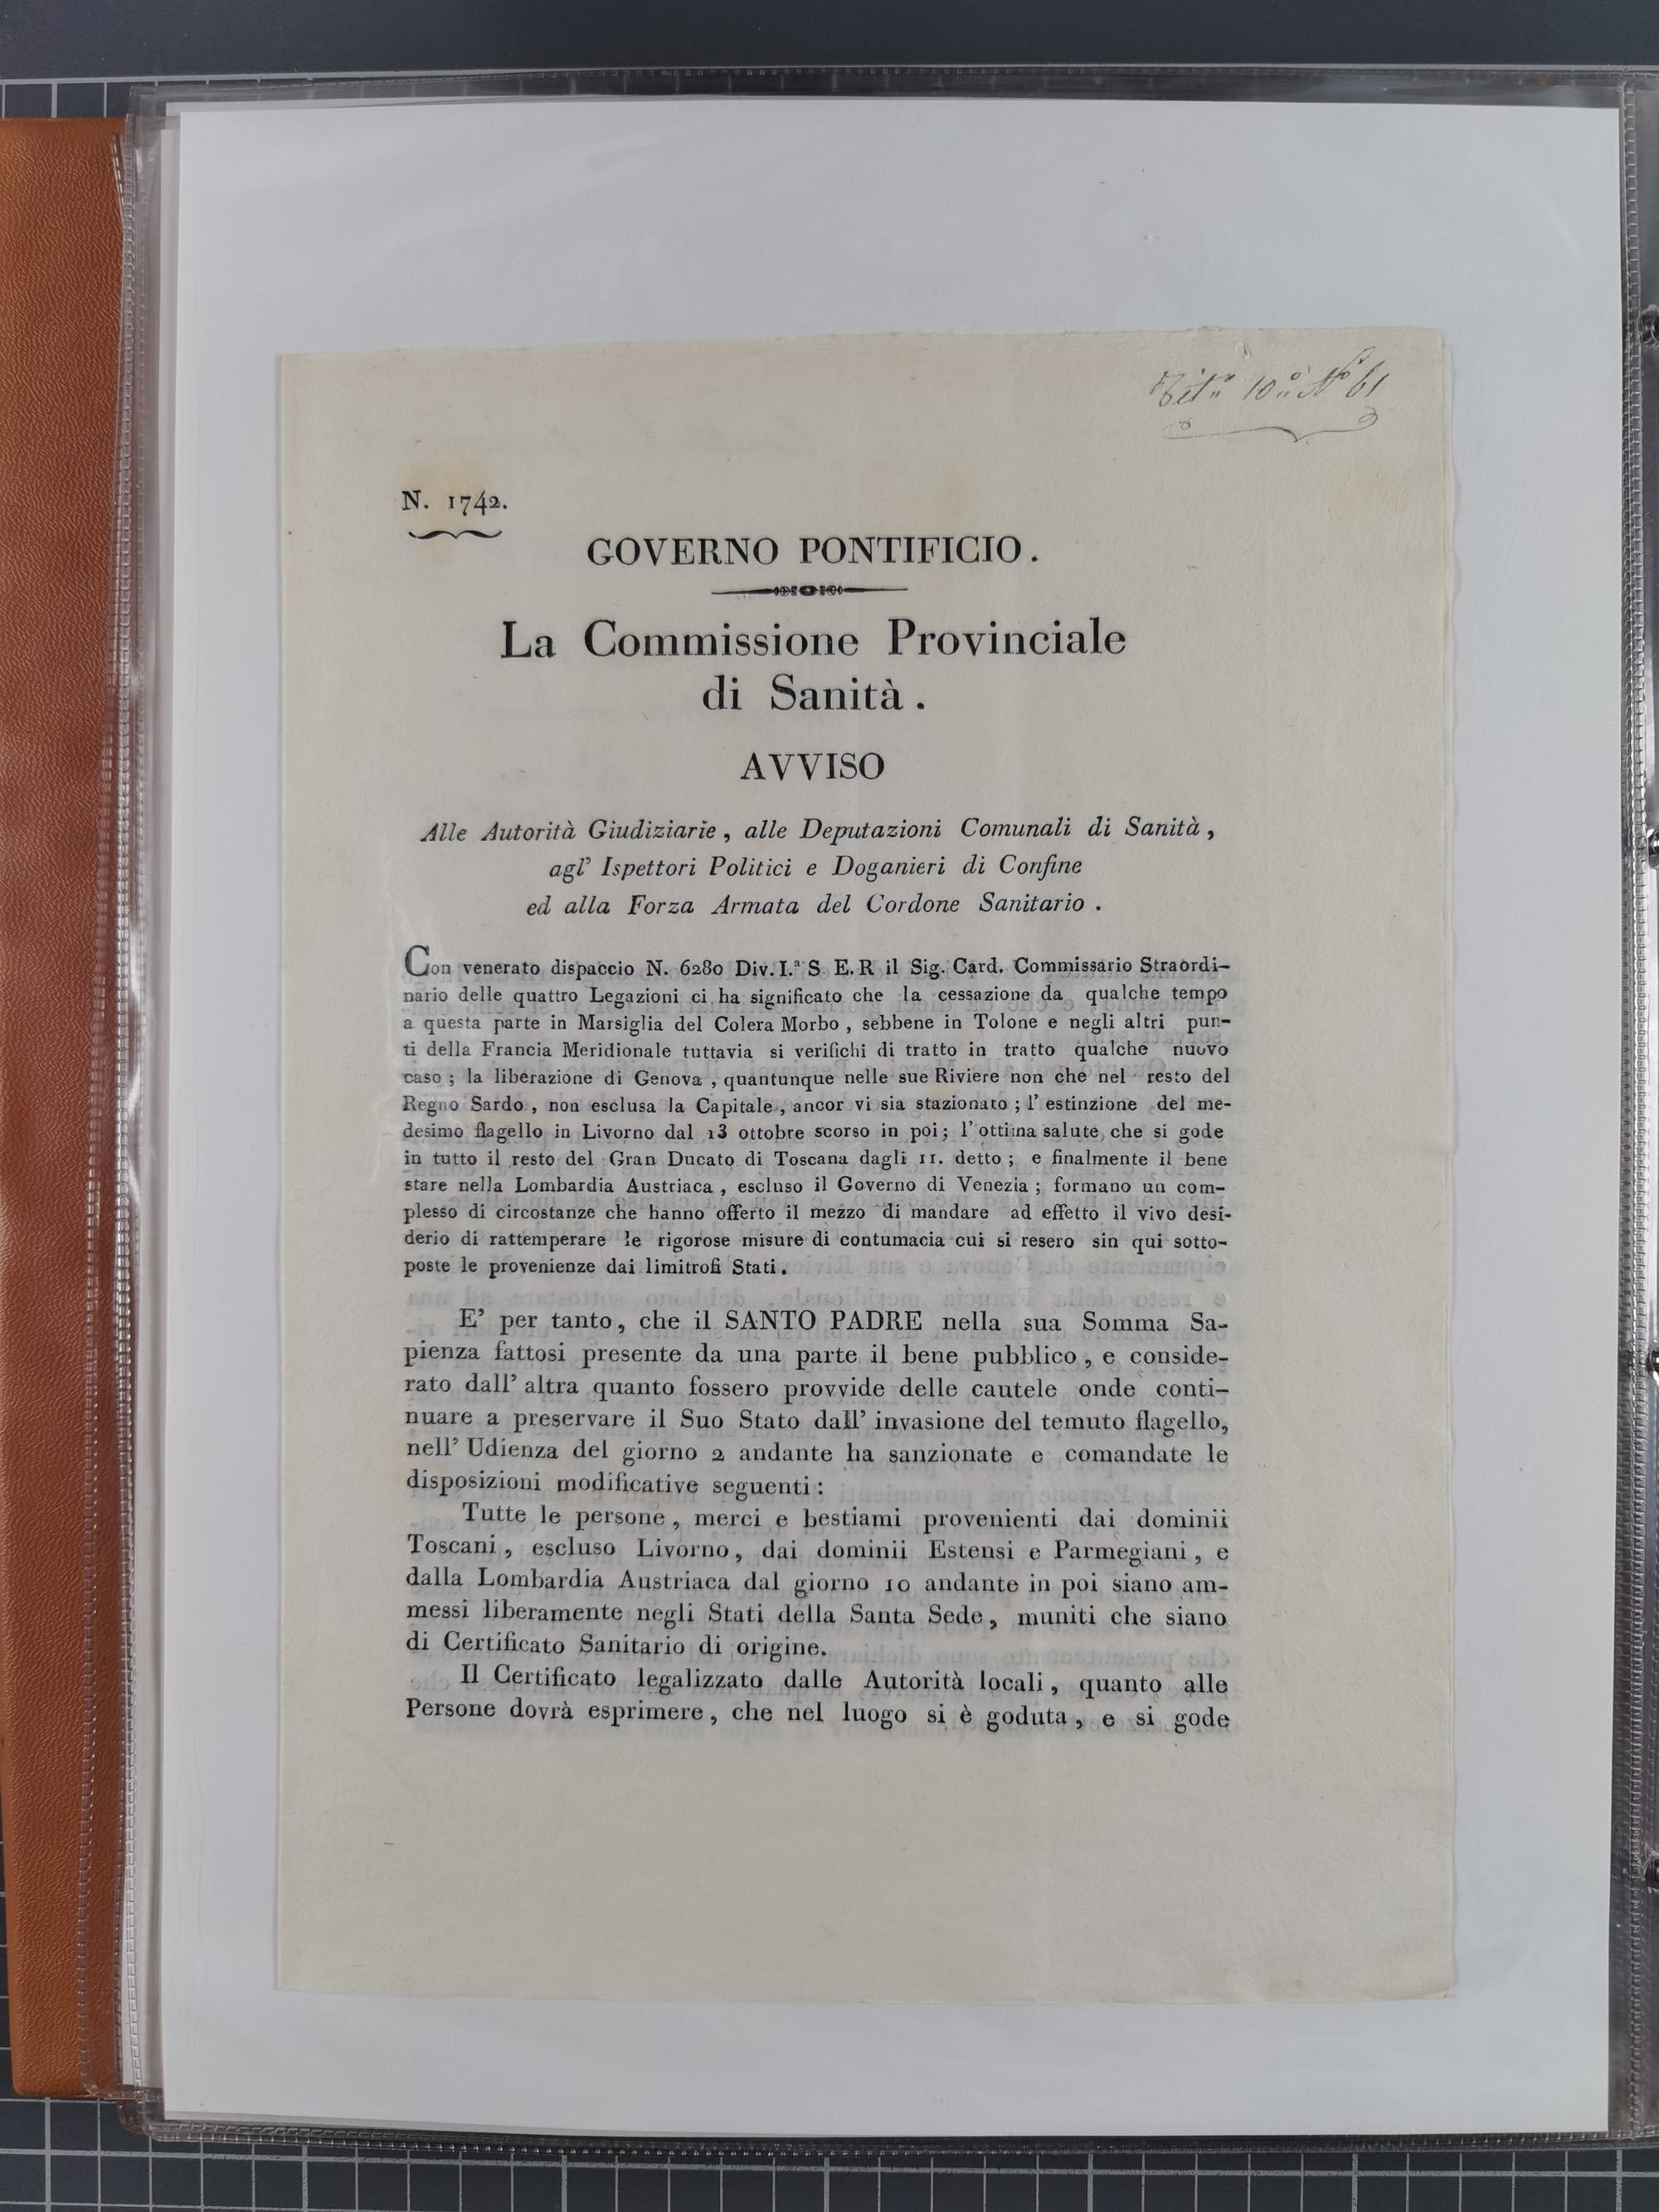 Titº 10º Nº 61
N. 1742.
GOVERNO PONTIFICIO.
La Commissione Provinciale
di Sanità.
AVVISO
Alle Autorità Giudiziarie, alle Deputazioni Comunali di Sanità,
agl' Ispettori Politici e Doganieri di Confine
ed alla Forza Armata del Cordone Sanitario.
Con venerato dispaccio N. 6280 Div. I.ª S. E. R il Sig. Card. Commissario Straordi-
nario delle quattro Legazioni ci ha significato che la cessazione da qualche tempo
a questa parte in Marsiglia del Colera Morbo, sebbene in Tolone e negli altri pun-
ti della Francia Meridionale tuttavia si verifichi di tratto in tratto qualche nuovo
caso; la liberazione di Genova, quantunque nelle sue Riviere non che nel resto del
Regno Sardo, non esclusa la Capitale, ancor vi sia stazionato; l' estinzione del me-
desimo flagello in Livorno dal 13 ottobre scorso in poi; l' ottima salute che si gode
in tutto il resto del Gran Ducato di Toscana dagli 11. detto; e finalmente il bene
stare nella Lombardia Austriaca, escluso il Governo di Venezia; formano un com-
plesso di circostanze che hanno offerto il mezzo di mandare ad effetto il vivo desi-
derio di rattemperare le rigorose misure di contumacia cui si resero sin qui sotto-
poste le provenienze dai limitrofi Stati.
E' per tanto, che il SANTO PADRE nella sua Somma Sa-
pienza fattosi presente da una parte il bene pubblico, e conside-
rato dall' altra quanto fossero provvide delle cautele onde conti-
nuare a preservare il Suo Stato dall' invasione del temuto flagello,
nell' Udienza del giorno 2 andante ha sanzionate e comandate le
disposizioni modificative seguenti:
Tutte le persone, merci e bestiami provenienti dai dominii
Toscani, escluso Livorno, dai dominii Estensi e Parmegiani, e
dalla Lombardia Austriaca dal giorno 10 andante in poi siano am-
messi liberamente negli Stati della Santa Sede, muniti che siano
di Certificato Sanitario di origine.
Il Certificato legalizzato dalle Autorità locali, quanto alle
Persone dovrà esprimere, che nel luogo si è goduta, e si gode